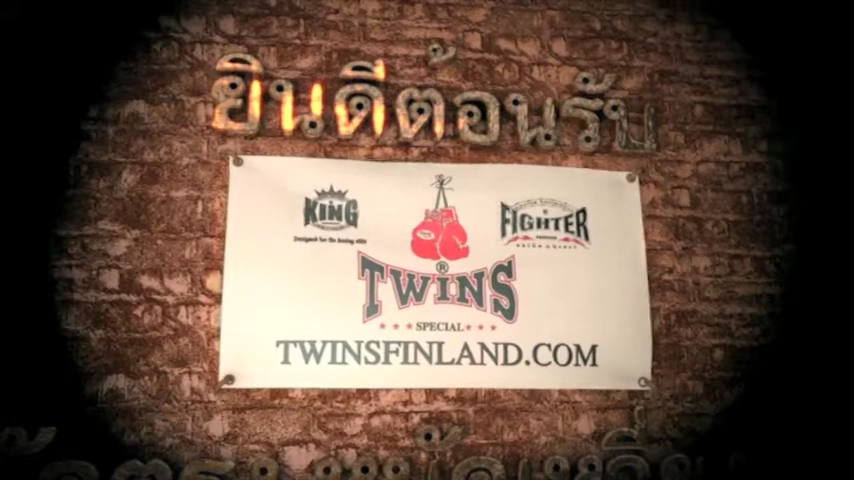 ยินดีต้อนรับ
KING
Designed for the boxing elite
FIGHTER
TWINS
®
SPECIAL
TWINSFINLAND.COM